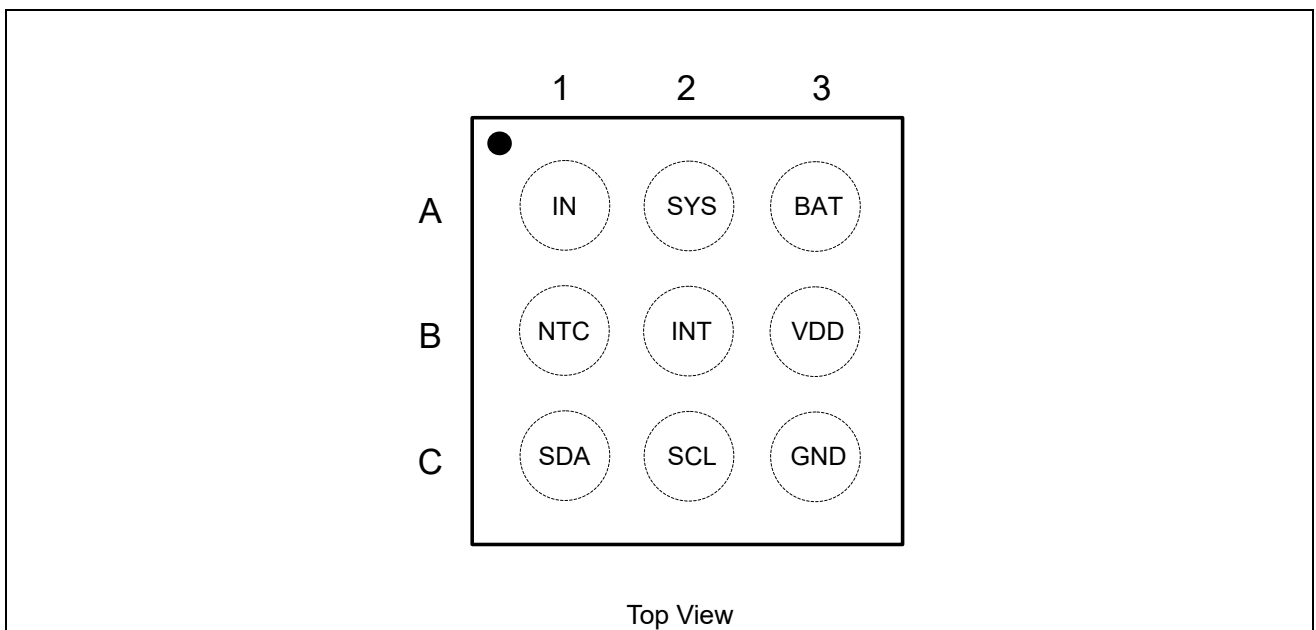 1 2 3
A IN SYS BAT
B NTC INT VDD
C SDA SCL GND
Top View